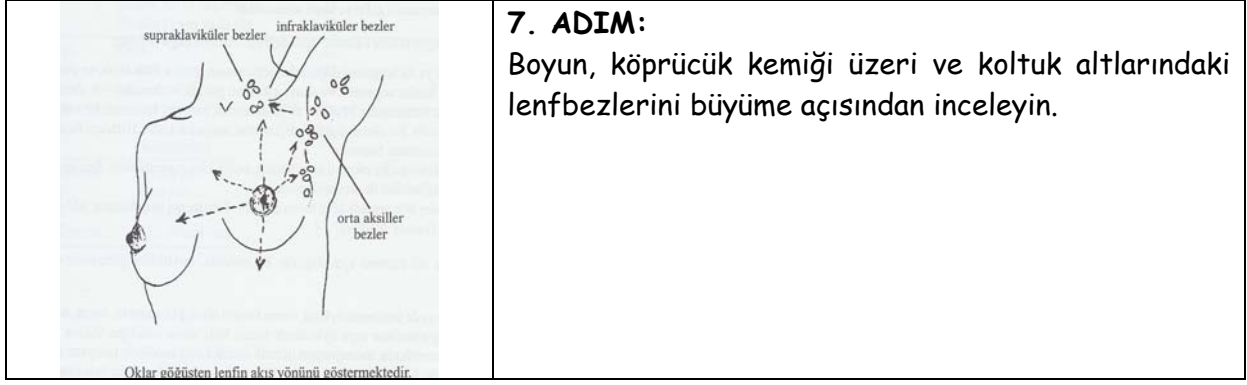 supraklaviküler bezler
infraklaviküler bezler
orta aksiller
bezler
Oklar göğüsten lenfin akış yönünü göstermektedir.
7. ADIM:
Boyun, köprücük kemiği üzeri ve koltuk altlarındaki
lenfbezlerini büyüme açısından inceleyin.